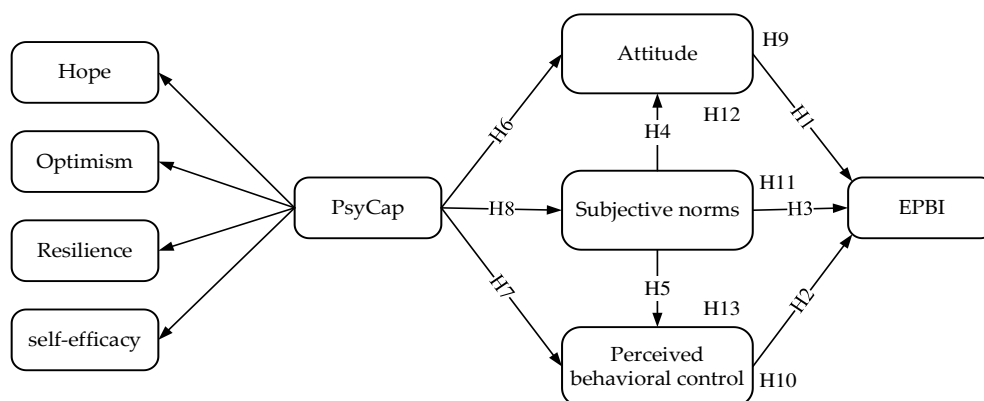 Hope
Optimism
Resilience
self-efficacy
PsyCap
H6
H8
H7
Attitude
H9
H12
H4
Subjective norms
H11
H5
H13
Perceived
behavioral control
H10
H1
H3
H2
EPBI